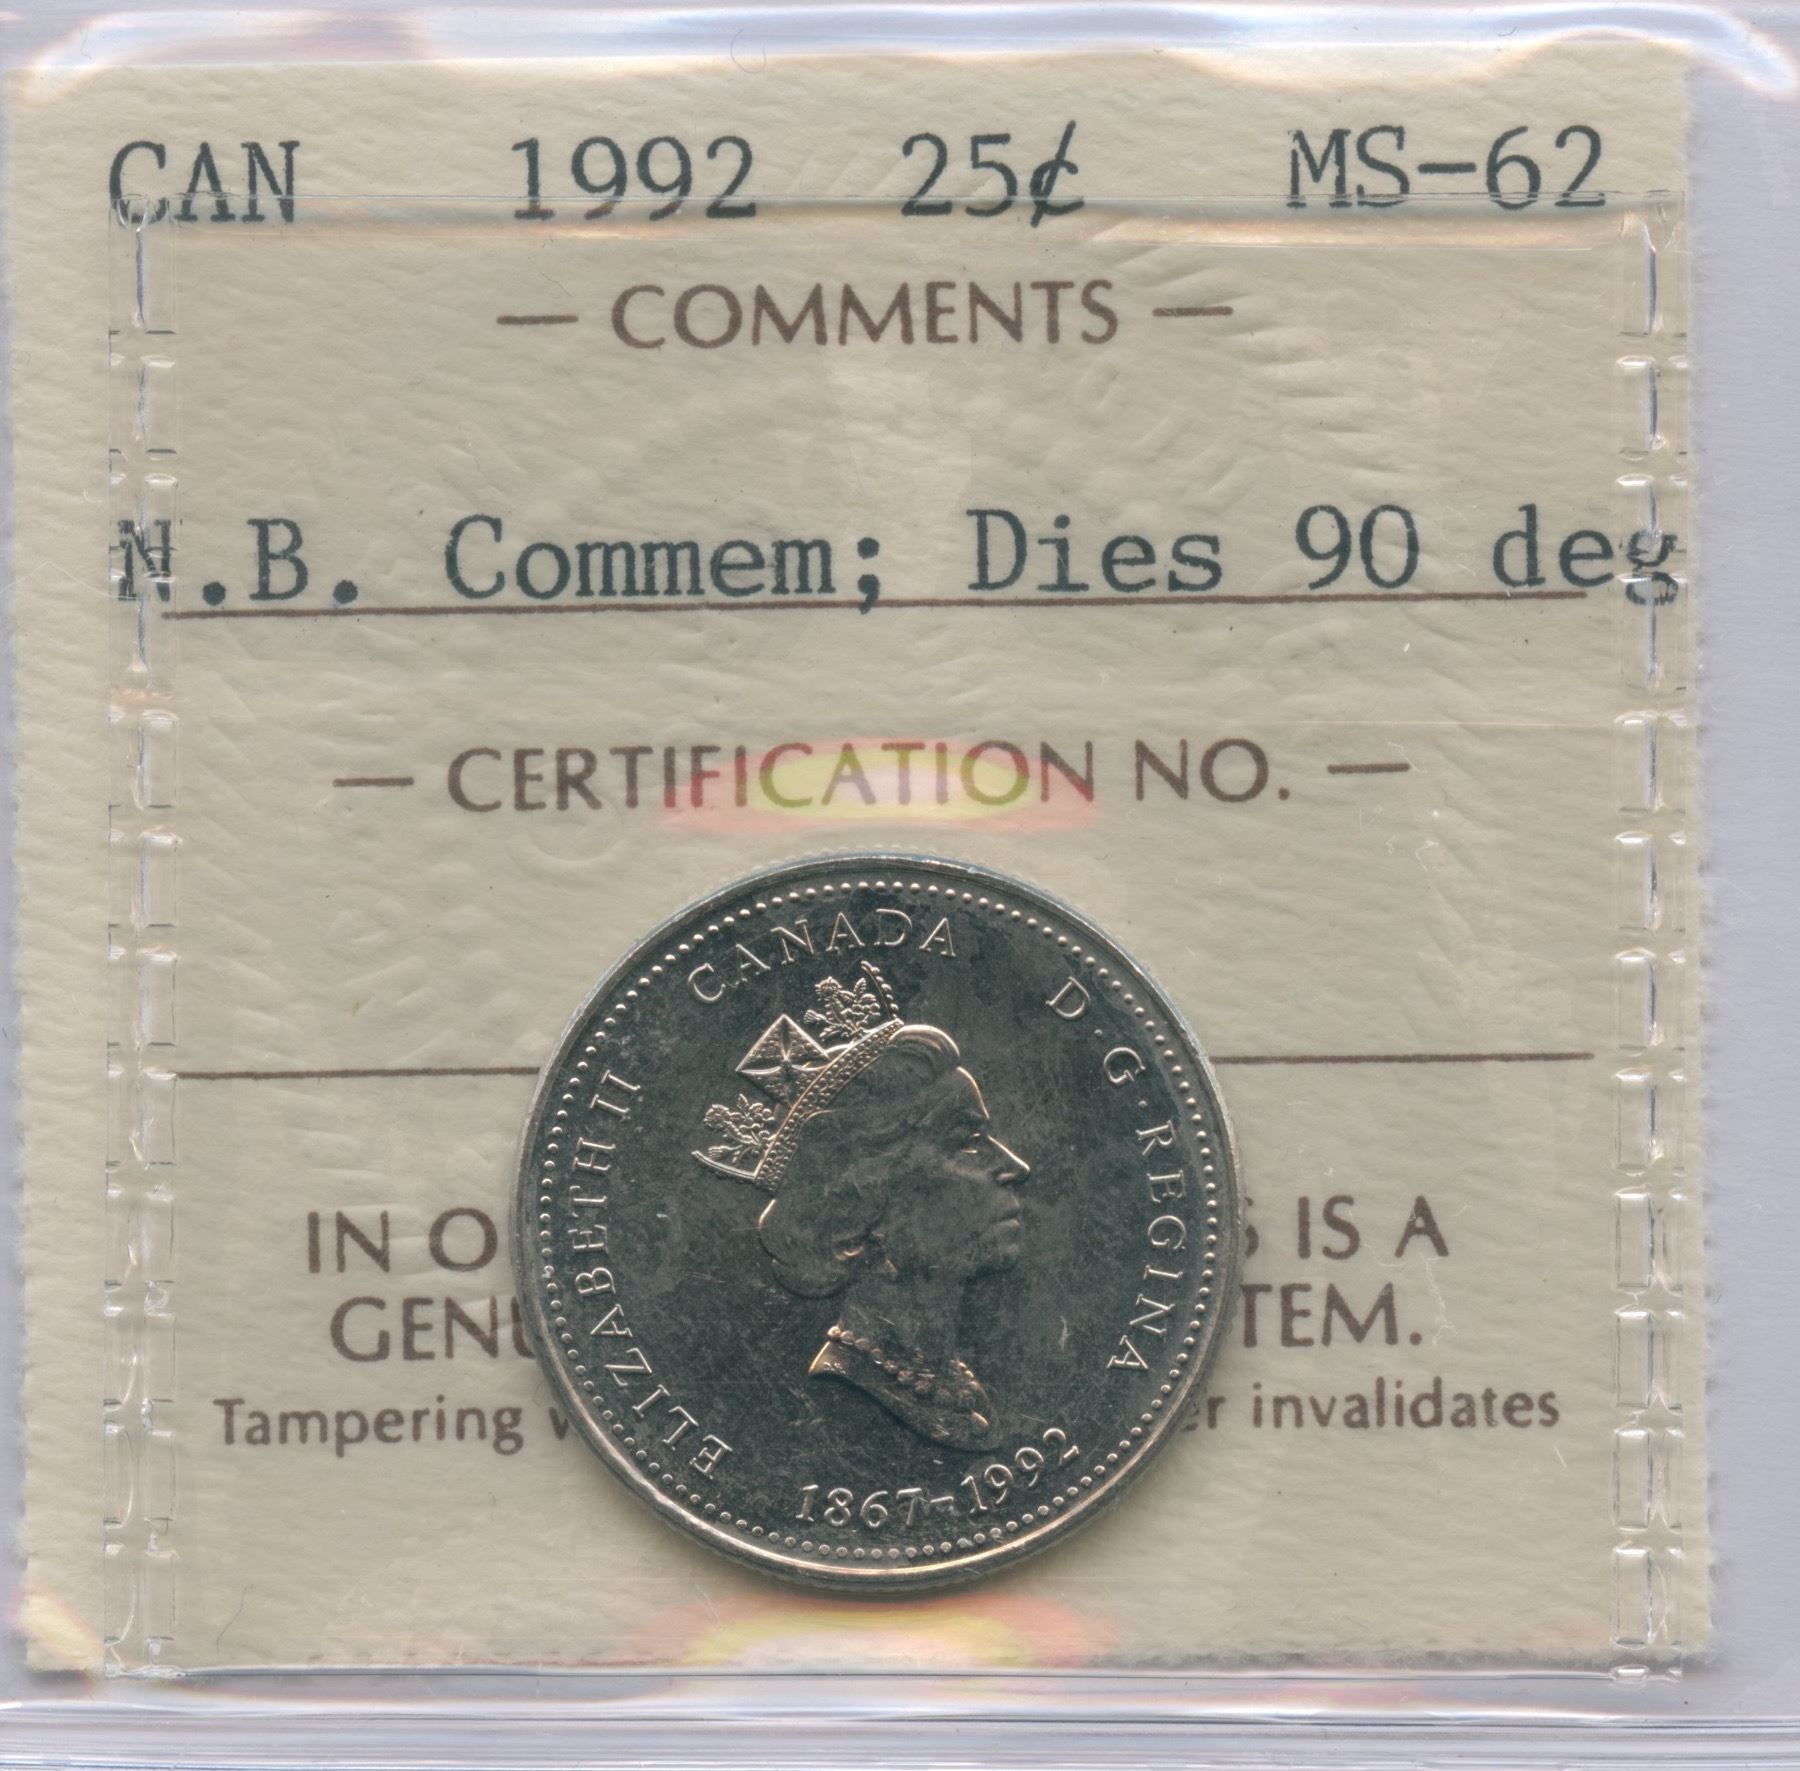 CAN 1992 25¢ MS-62
— COMMENTS —
N.B. Commem; Dies 90 deg
— CERTIFICATION NO. —
CANADA D·G·REGINA
ELIZABETH II
1867-1992
IN O IS A
GEN TEM.
Tampering invalidates